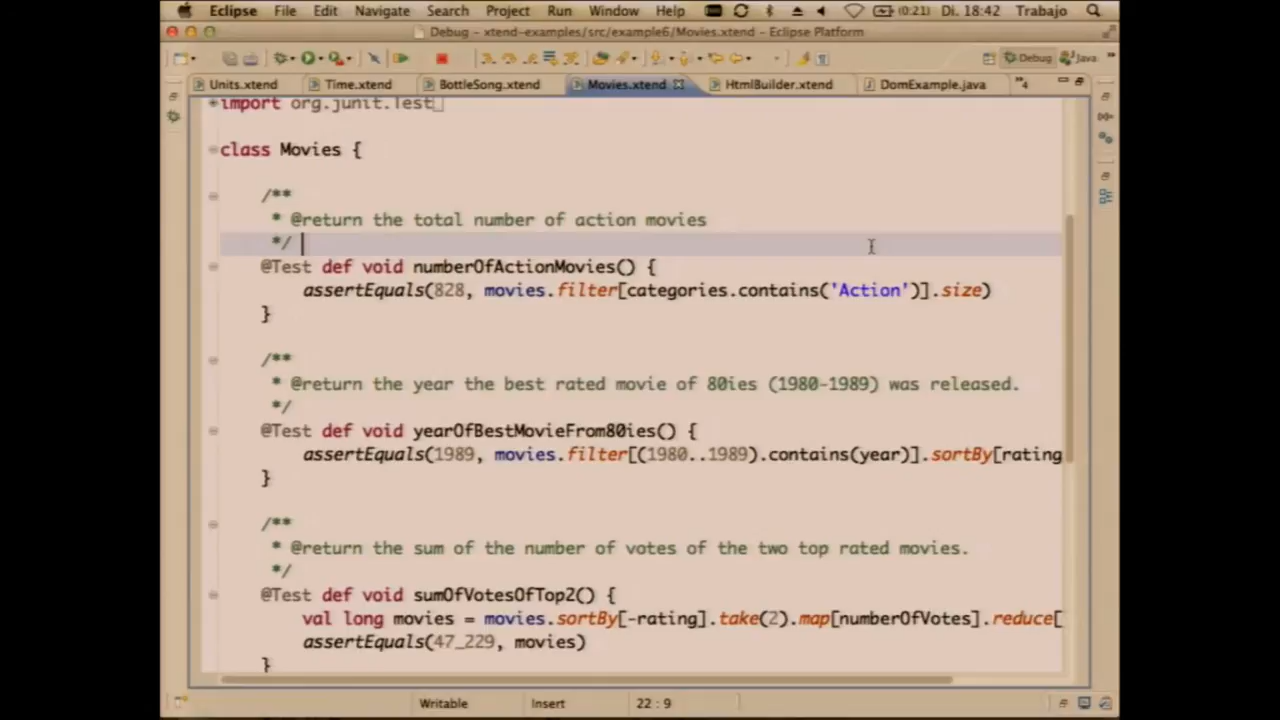 Eclipse File Edit Navigate Search Project Run Window Help (0:21) Di. 18:42 Trabajo
Debug – xtend-examples/src/example6/Movies.xtend – Eclipse Platform
Debug Java
Units.xtend Time.xtend BottleSong.xtend Movies.xtend HtmlBuilder.xtend DomExample.java »4
import org.junit.Test
class Movies {
/**
* @return the total number of action movies
*/
@Test def void numberOfActionMovies() {
assertEquals(828, movies.filter[categories.contains('Action')].size)
}
/**
* @return the year the best rated movie of 80ies (1980-1989) was released.
*/
@Test def void yearOfBestMovieFrom80ies() {
assertEquals(1989, movies.filter[(1980..1989).contains(year)].sortBy[rating
}
/**
* @return the sum of the number of votes of the two top rated movies.
*/
@Test def void sumOfVotesOfTop2() {
val long movies = movies.sortBy[-rating].take(2).map[numberOfVotes].reduce[
assertEquals(47_229, movies)
}
Writable Insert 22 : 9